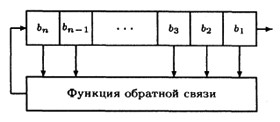 bₙ bₙ₋₁ · · · b₃ b₂ b₁
Функция обратной связи